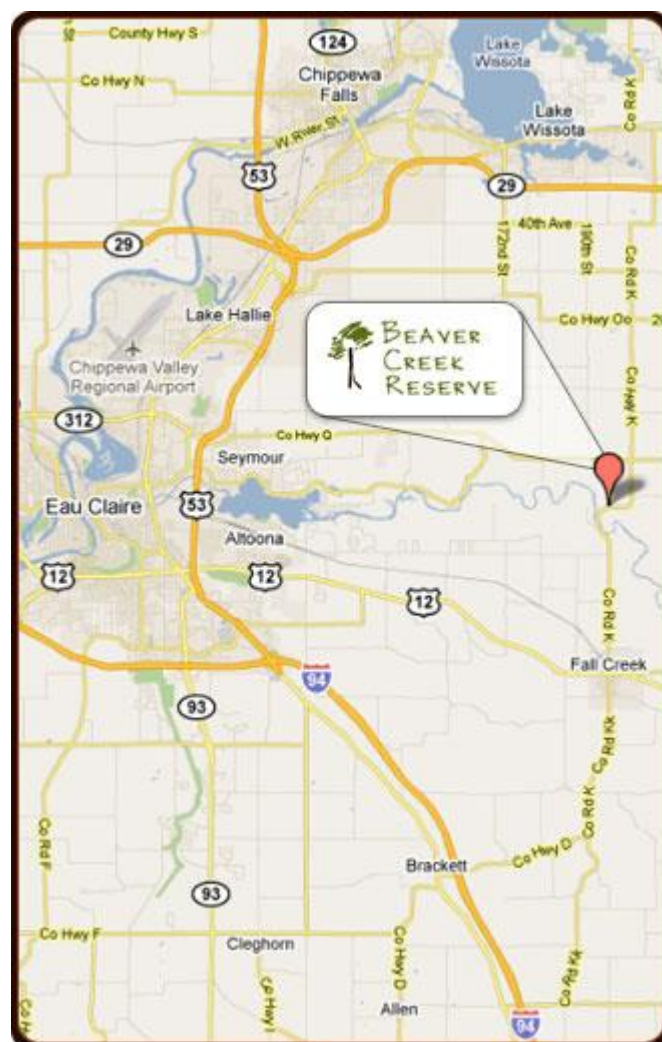 County Hwy S
124
Lake
Wissota
Chippewa
Falls
Co Hwy N
Co Rd K
W River St
Lake
Wissota
53
29
29
40th Ave
172nd St
190th St
Co Rd K
Lake Hallie
Co Hwy Oo
BEAVER
CREEK
RESERVE
Chippewa Valley
Regional Airport
Co Hwy K
312
Co Hwy Q
Seymour
Eau Claire
53
Altoona
12
12
12
Co Rd K
Fall Creek
94
93
Co Rd Kk
Co Rd K
Co Rd F
Co Hwy D
Brackett
93
Co Hwy F
Cleghorn
Co Hwy D
Co Hwy I
Co Rd Kk
Allen
94